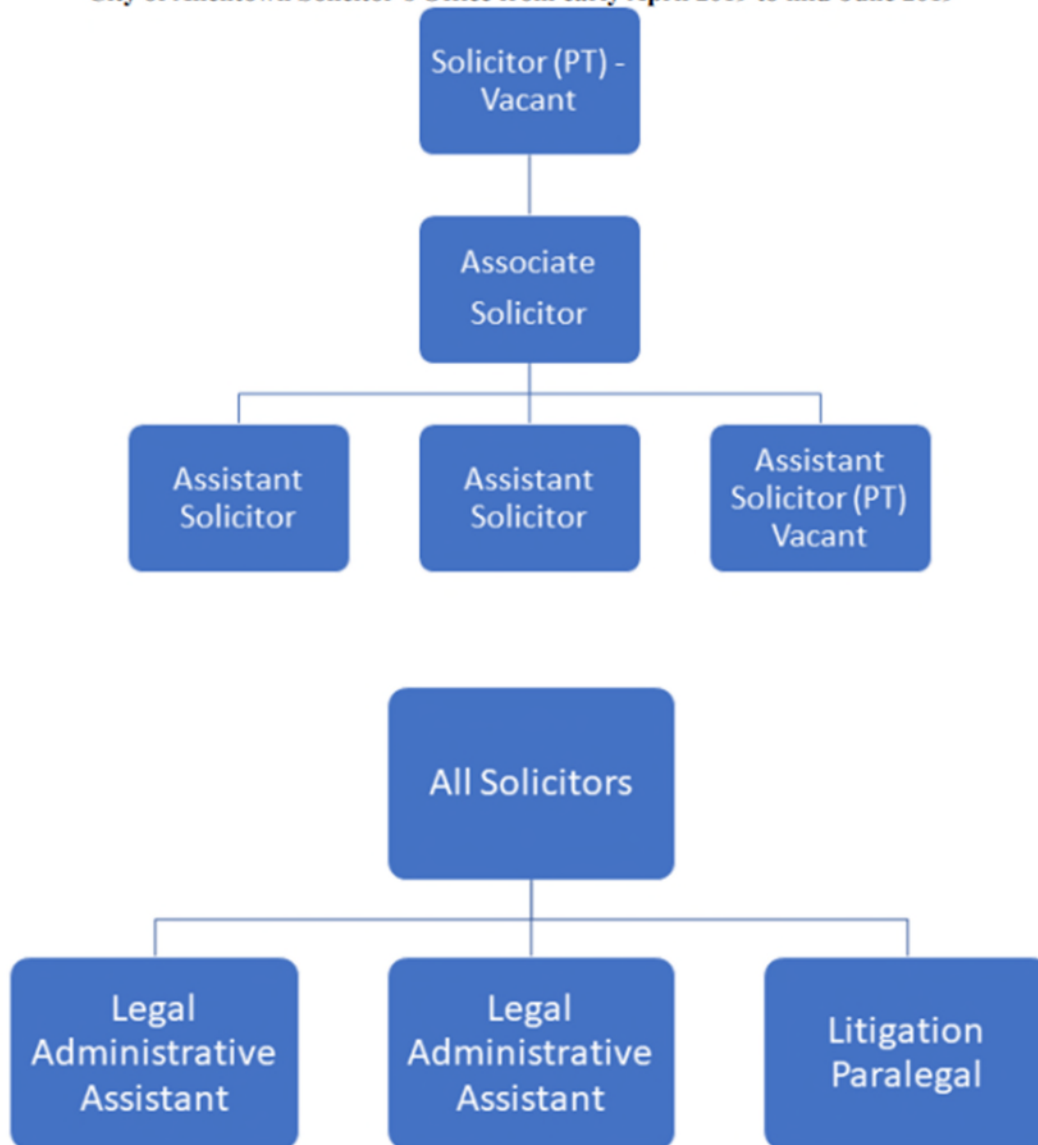 Solicitor (PT) -
Vacant
Associate
Solicitor
Assistant
Solicitor
Assistant
Solicitor
Assistant
Solicitor (PT)
Vacant
All Solicitors
Legal
Administrative
Assistant
Legal
Administrative
Assistant
Litigation
Paralegal